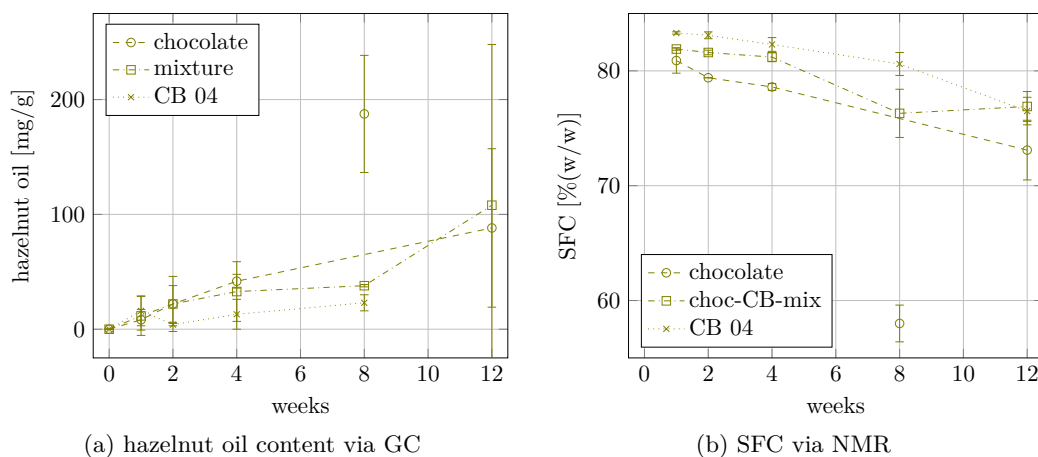 hazelnut oil [mg/g]
200
100
0
chocolate
mixture
CB 04
0 2 4 6 8 10 12
weeks
(a) hazelnut oil content via GC
SFC [%(w/w)]
80
70
60
chocolate
choc-CB-mix
CB 04
0 2 4 6 8 10 12
weeks
(b) SFC via NMR